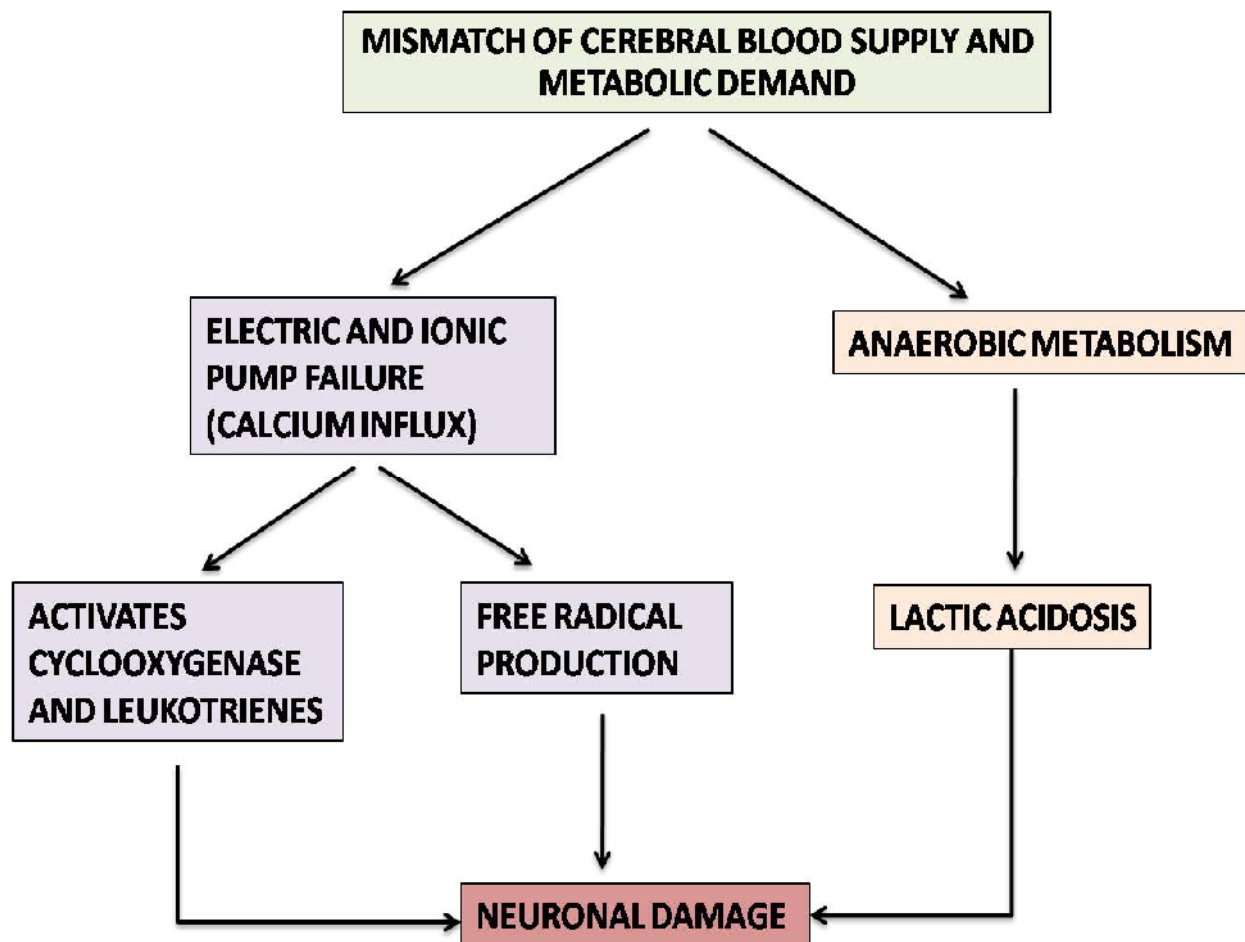 MISMATCH OF CEREBRAL BLOOD SUPPLY AND
METABOLIC DEMAND
ELECTRIC AND IONIC
PUMP FAILURE
(CALCIUM INFLUX)
ANAEROBIC METABOLISM
ACTIVATES
CYCLOOXYGENASE
AND LEUKOTRIENES
FREE RADICAL
PRODUCTION
LACTIC ACIDOSIS
NEURONAL DAMAGE